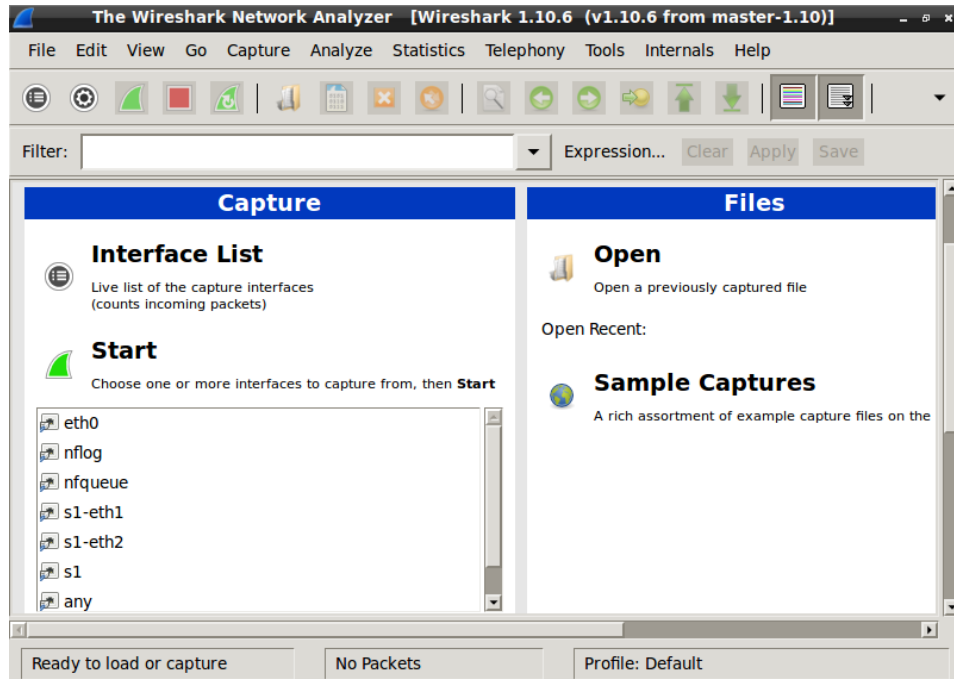 The Wireshark Network Analyzer [Wireshark 1.10.6 (v1.10.6 from master-1.10)]
File Edit View Go Capture Analyze Statistics Telephony Tools Internals Help
Filter: Expression... Clear Apply Save
Capture
Interface List
Live list of the capture interfaces
(counts incoming packets)
Start
Choose one or more interfaces to capture from, then Start
eth0
nflog
nfqueue
s1-eth1
s1-eth2
s1
any
Files
Open
Open a previously captured file
Open Recent:
Sample Captures
A rich assortment of example capture files on the
Ready to load or capture No Packets Profile: Default